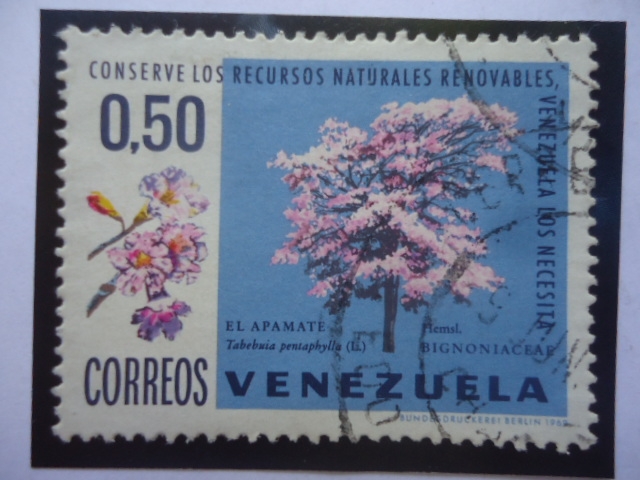 CONSERVE LOS RECURSOS NATURALES RENOVABLES,
VENEZUELA LOS NECESITA.
0,50
EL APAMATE
Tabebuia pentaphylla (L.)
Hemsl.
BIGNONIACEAE
CORREOS
VENEZUELA
BUNDESDRUCKEREI BERLIN